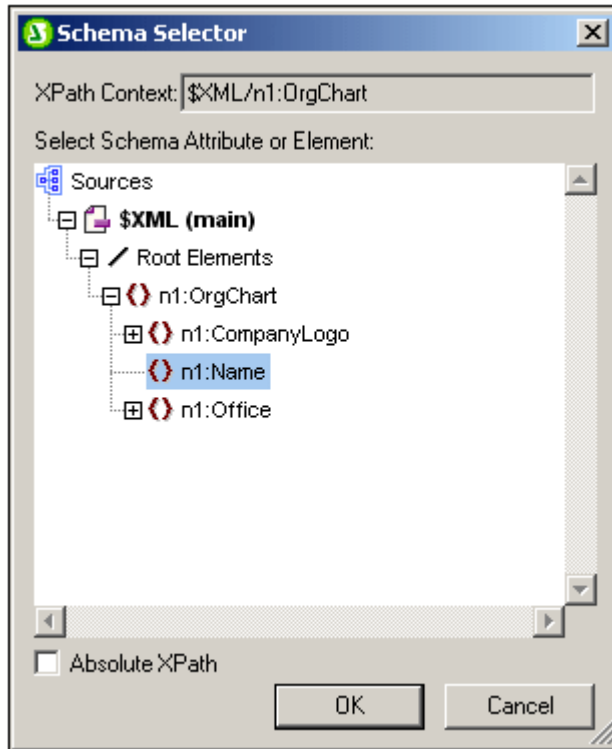 Schema Selector
XPath Context: $XML/n1:OrgChart
Select Schema Attribute or Element:
Sources
$XML (main)
Root Elements
n1:OrgChart
n1:CompanyLogo
n1:Name
n1:Office
Absolute XPath
OK Cancel